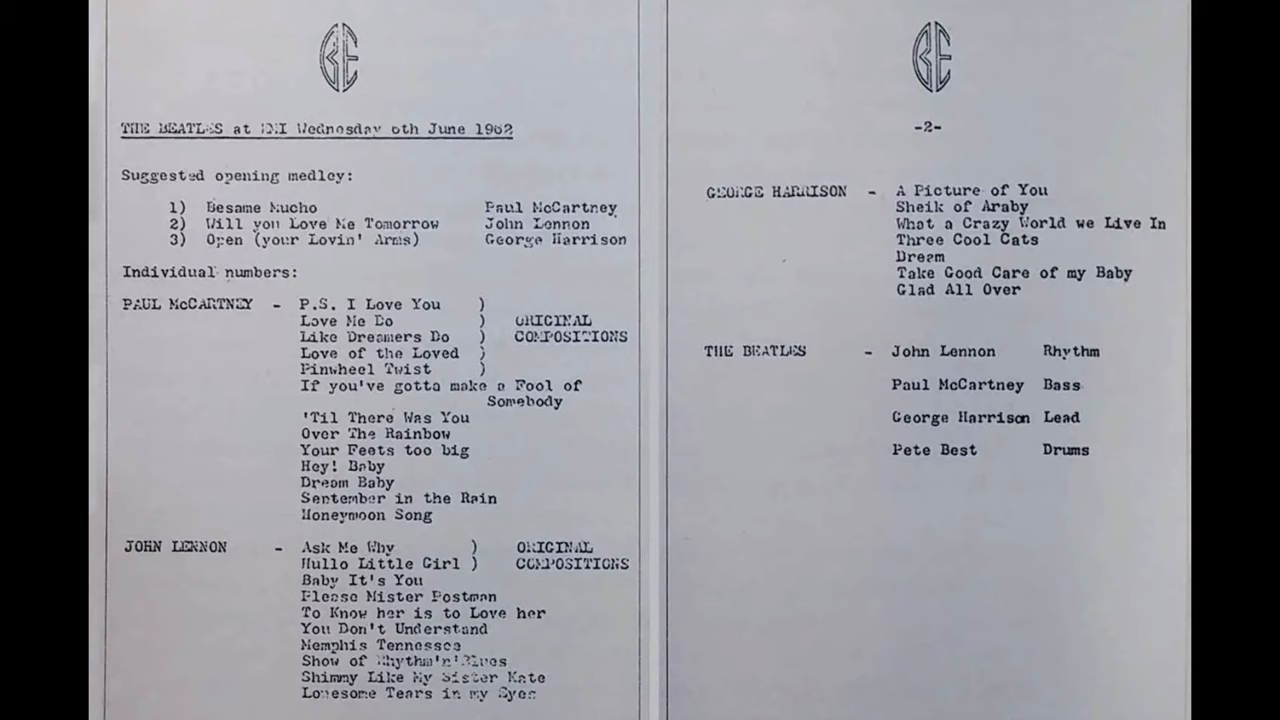 BE
THE BEATLES at EMI Wednesday 6th June 1962
Suggested opening medley:
1) Besame Mucho Paul McCartney
2) Will you Love Me Tomorrow John Lennon
3) Open (your Lovin' Arms) George Harrison
Individual numbers:
PAUL McCARTNEY - P.S. I Love You )
Love Me Do ) ORIGINAL
Like Dreamers Do ) COMPOSITIONS
Love of the Loved )
Pinwheel Twist )
If you've gotta make a Fool of
Somebody
'Til There Was You
Over The Rainbow
Your Feets too big
Hey! Baby
Dream Baby
September in the Rain
Honeymoon Song
JOHN LENNON - Ask Me Why ) ORIGINAL
Hullo Little Girl ) COMPOSITIONS
Baby It's You
Please Mister Postman
To Know her is to Love her
You Don't Understand
Memphis Tennessee
Show of Rhythm'n'Blues
Shimmy Like My Sister Kate
Lonesome Tears in my Eyes
BE
-2-
GEORGE HARRISON - A Picture of You
Sheik of Araby
What a Crazy World we Live In
Three Cool Cats
Dream
Take Good Care of my Baby
Glad All Over
THE BEATLES - John Lennon Rhythm
Paul McCartney Bass
George Harrison Lead
Pete Best Drums